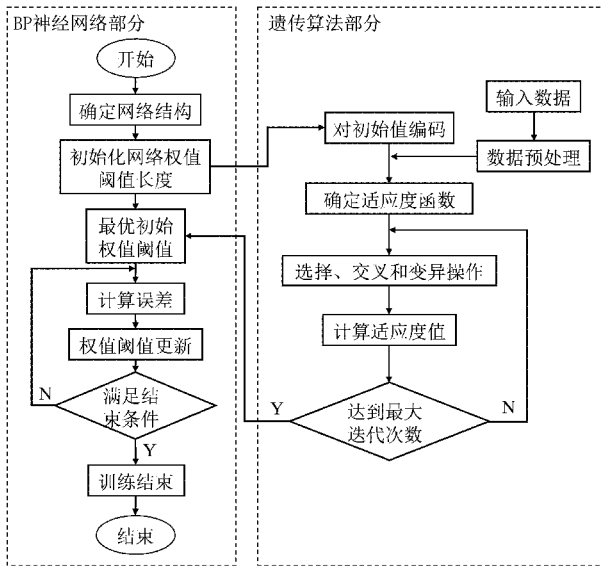 BP神经网络部分
开始
确定网络结构
初始化网络权值
阈值长度
最优初始
权值阈值
计算误差
权值阈值更新
N
满足结
束条件
Y
训练结束
结束
遗传算法部分
输入数据
对初始值编码
数据预处理
确定适应度函数
选择、交叉和变异操作
计算适应度值
Y
达到最大
迭代次数
N